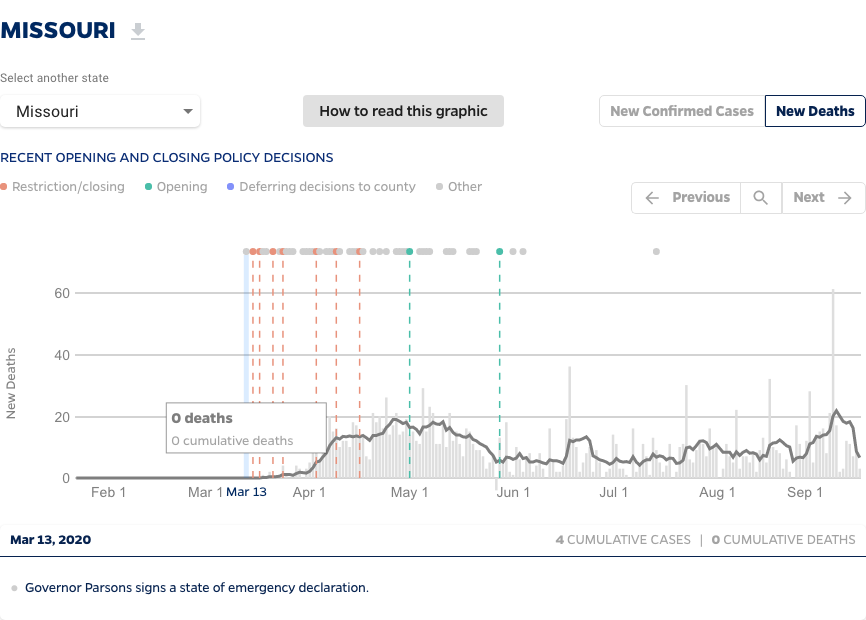 MISSOURI
Select another state
Missouri
How to read this graphic
New Confirmed Cases
New Deaths
RECENT OPENING AND CLOSING POLICY DECISIONS
Restriction/closing
Opening
Deferring decisions to county
Other
Previous
Next
New Deaths
60
40
20
0
0 deaths
0 cumulative deaths
Feb 1
Mar 1
Mar 13
Apr 1
May 1
Jun 1
Jul 1
Aug 1
Sep 1
Mar 13, 2020
4 CUMULATIVE CASES | 0 CUMULATIVE DEATHS
Governor Parsons signs a state of emergency declaration.